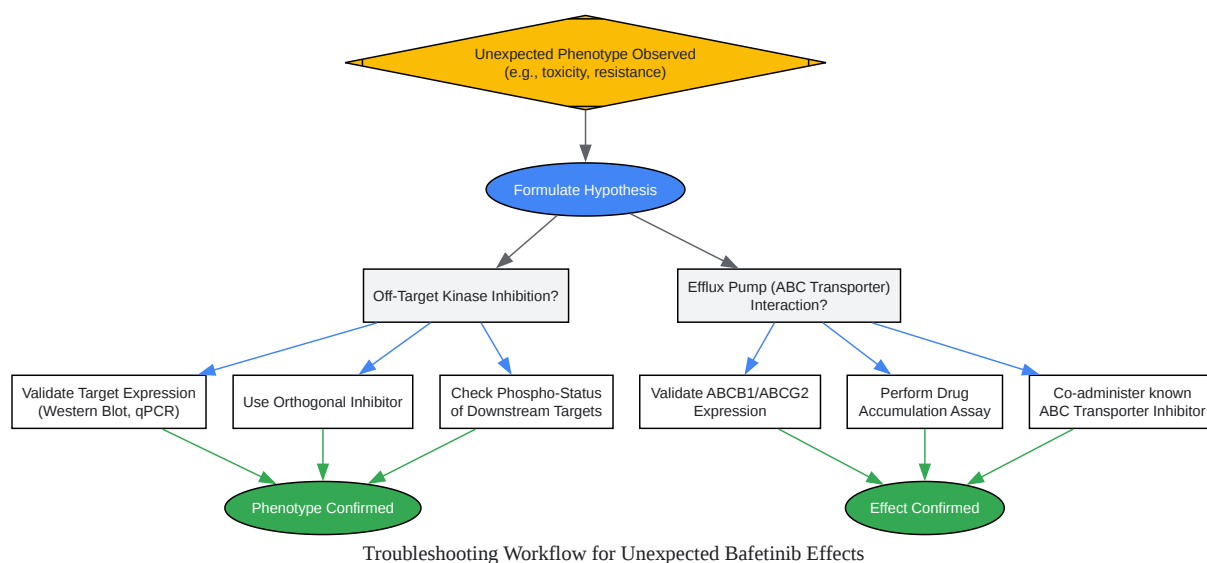 Unexpected Phenotype Observed
(e.g., toxicity, resistance)
Formulate Hypothesis
Off-Target Kinase Inhibition?
Efflux Pump (ABC Transporter)
Interaction?
Validate Target Expression
(Western Blot, qPCR)
Use Orthogonal Inhibitor
Check Phospho-Status
of Downstream Targets
Validate ABCB1/ABCG2
Expression
Perform Drug
Accumulation Assay
Co-administer known
ABC Transporter Inhibitor
Phenotype Confirmed
Effect Confirmed
Troubleshooting Workflow for Unexpected Bafetinib Effects